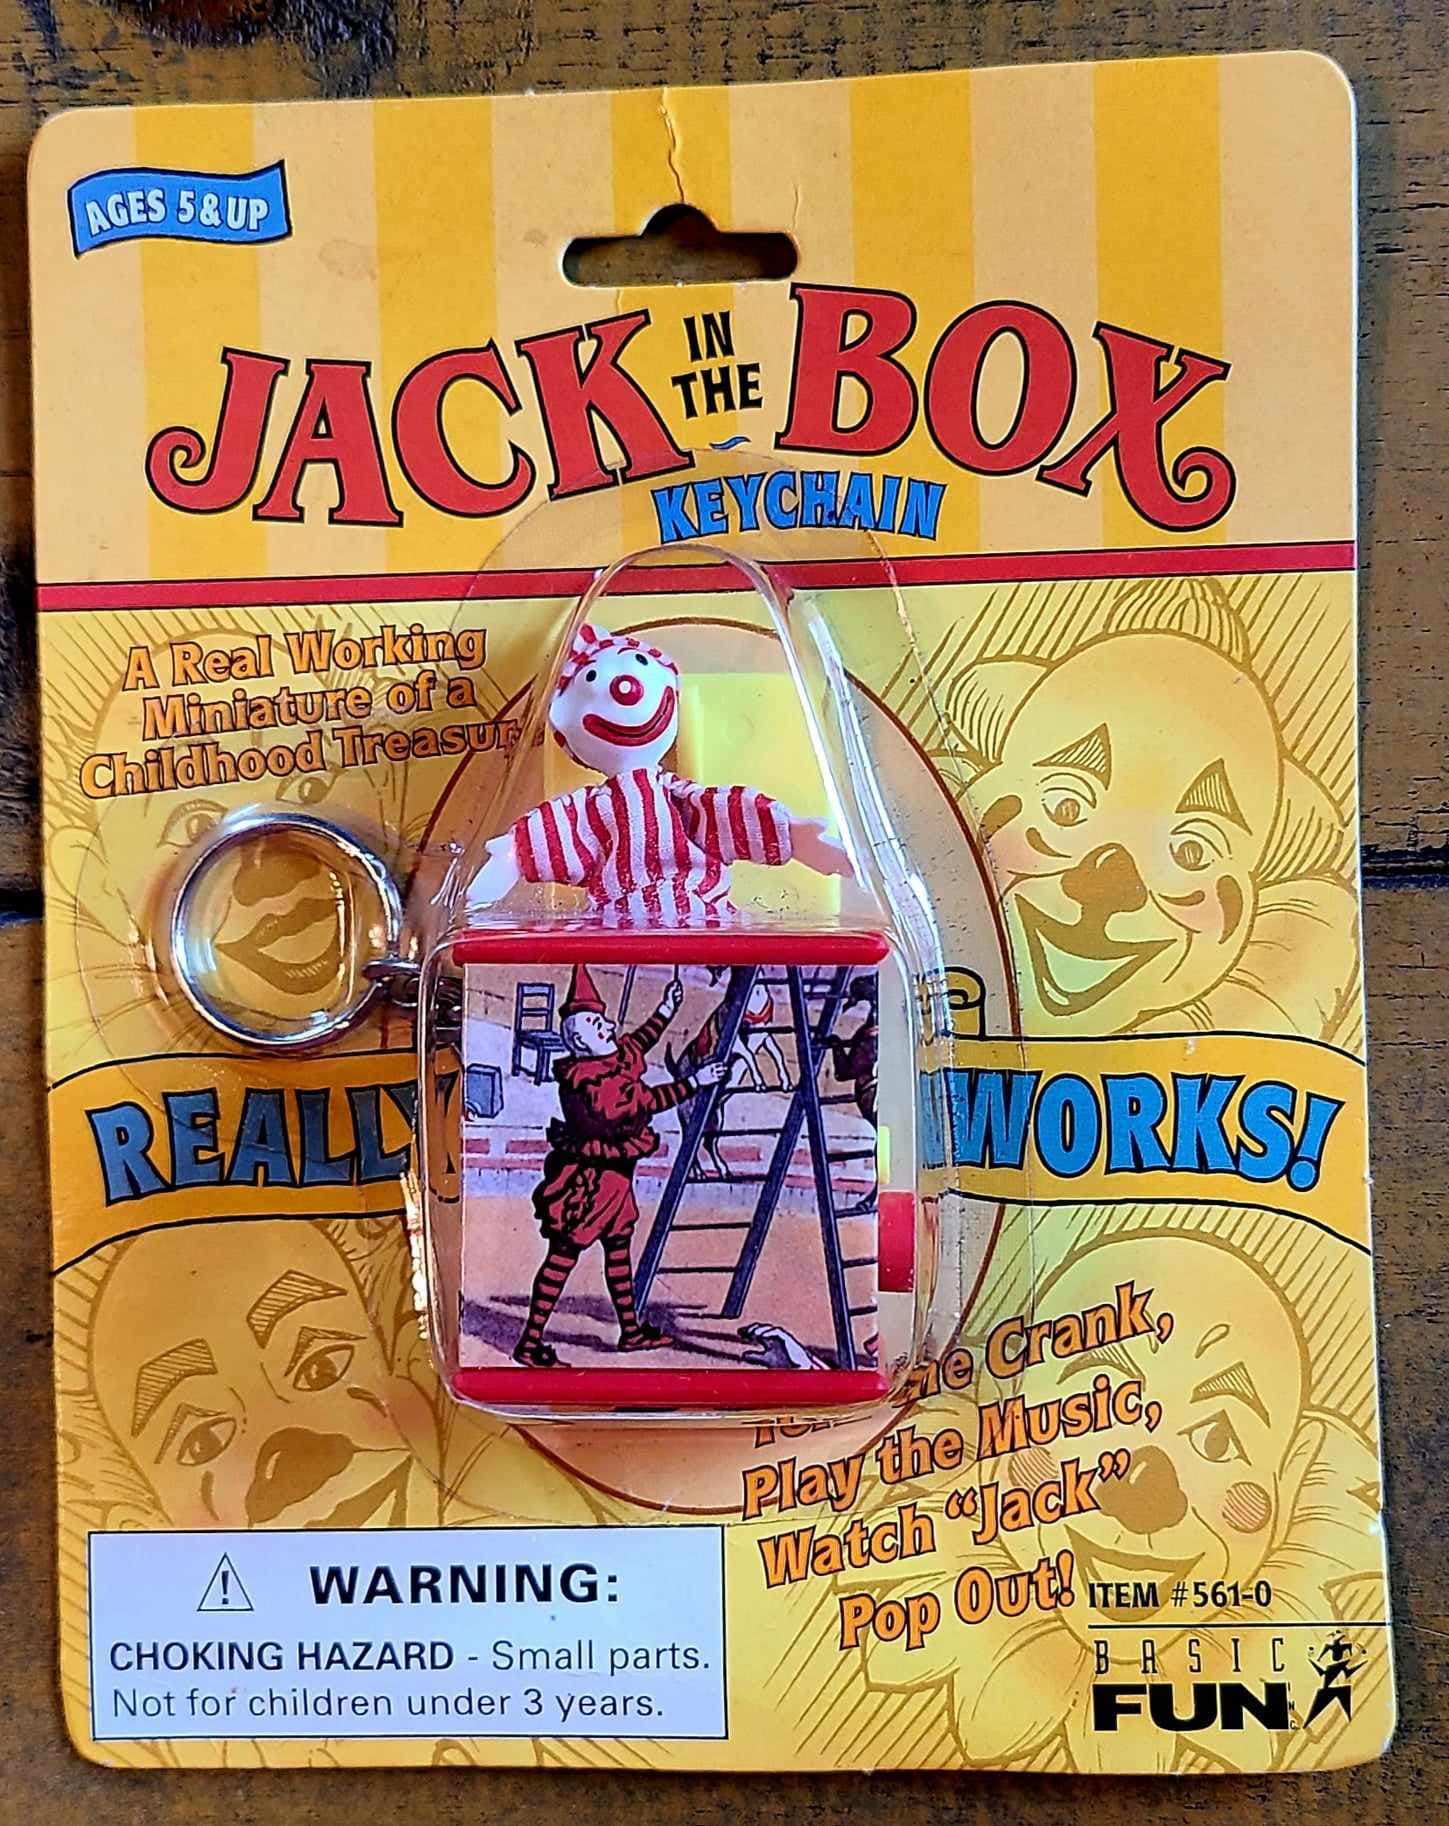 AGES 5 & UP
JACK IN THE BOX
KEYCHAIN
A Real Working
Miniature of a
Childhood
REALLY WORKS!
Crank,
Play the Music,
Watch “Jack”
Pop Out!
ITEM #561-0
BASIC
FUN INC.
WARNING:
CHOKING HAZARD - Small parts.
Not for children under 3 years.